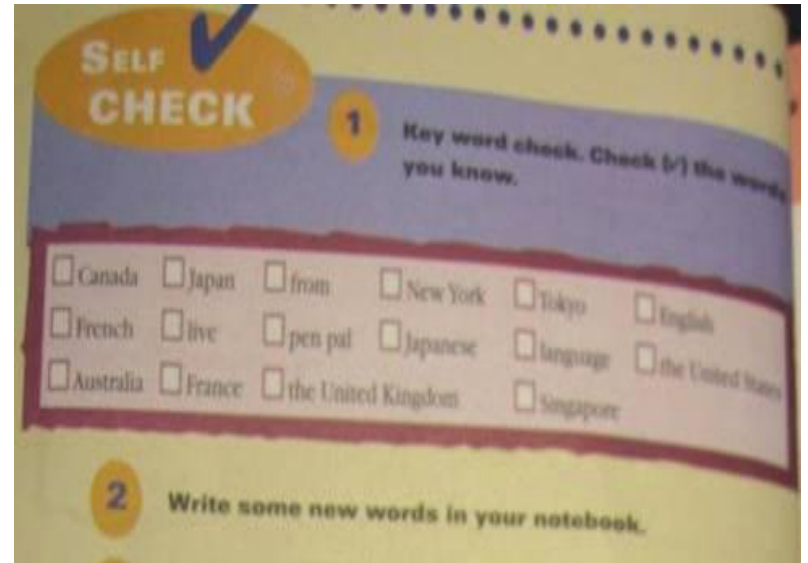 SELF
CHECK
1 Key word check. Check (✓) the words
you know.
Canada Japan from New York Tokyo English
French live pen pal Japanese language the United States
Australia France the United Kingdom Singapore
2 Write some new words in your notebook.